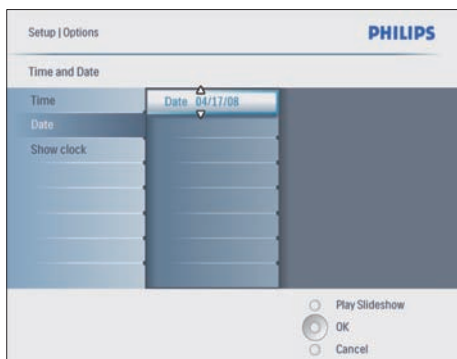 Setup | Options
PHILIPS
Time and Date
Time
Date 04/17/08
Date
Show clock
Play Slideshow
OK
Cancel